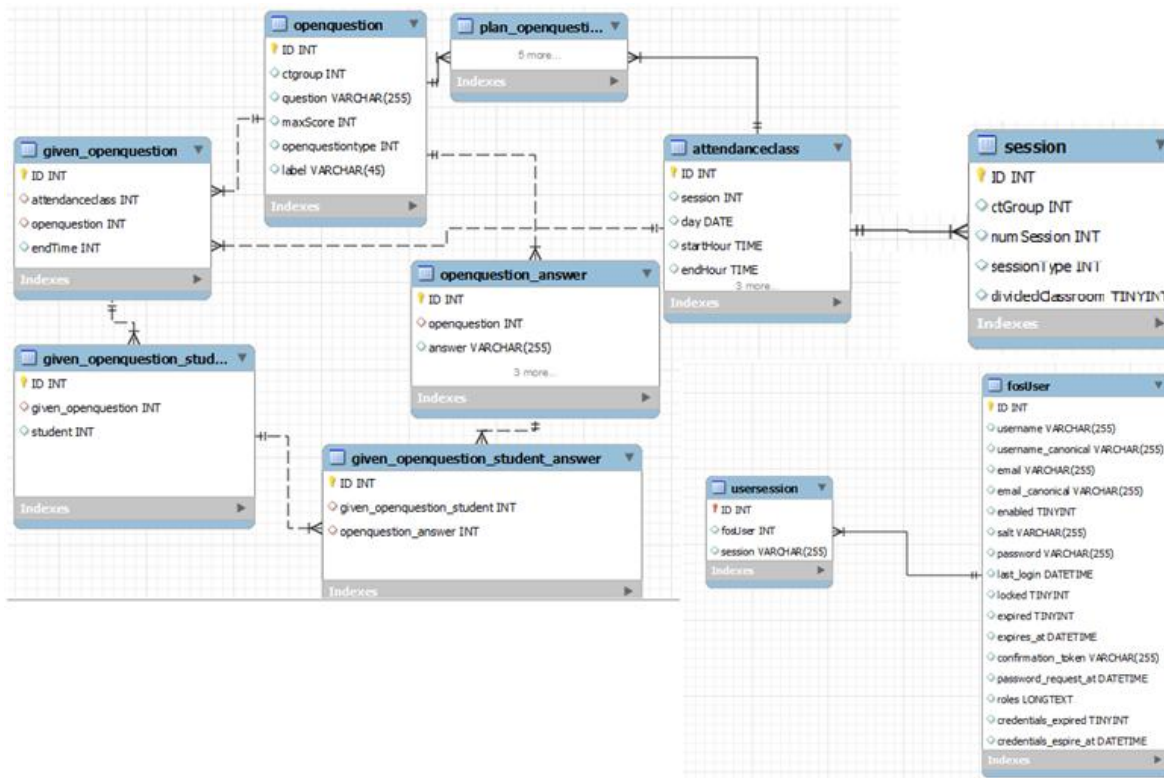 openquestion
ID INT
ctgroup INT
question VARCHAR(255)
maxScore INT
openquestiontype INT
label VARCHAR(45)
Indexes
plan_openquesti...
5 more...
Indexes
given_openquestion
ID INT
attendanceclass INT
openquestion INT
endTime INT
Indexes
attendanceclass
ID INT
session INT
day DATE
startHour TIME
endHour TIME
3 more...
Indexes
session
ID INT
ctGroup INT
numSession INT
sessionType INT
dividedClassroom TINYINT
Indexes
openquestion_answer
ID INT
openquestion INT
answer VARCHAR(255)
3 more...
Indexes
given_openquestion_stud...
ID INT
given_openquestion INT
student INT
Indexes
given_openquestion_student_answer
ID INT
given_openquestion_student INT
openquestion_answer INT
Indexes
usersession
ID INT
fosUser INT
session VARCHAR(255)
Indexes
fosUser
ID INT
username VARCHAR(255)
username_canonical VARCHAR(255)
email VARCHAR(255)
email_canonical VARCHAR(255)
enabled TINYINT
salt VARCHAR(255)
password VARCHAR(255)
last_login DATETIME
locked TINYINT
expired TINYINT
expires_at DATETIME
confirmation_token VARCHAR(255)
password_request_at DATETIME
roles LONGTEXT
credentials_expired TINYINT
credentials_espire_at DATETIME
Indexes